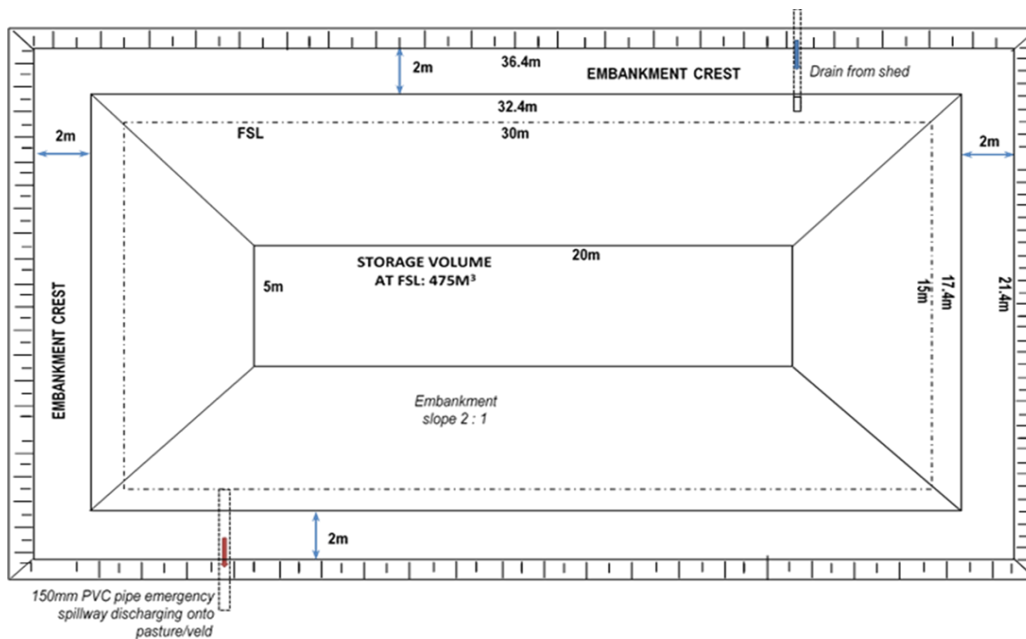 2m
36.4m
EMBANKMENT CREST
Drain from shed
32.4m
2m
FSL
30m
2m
20m
STORAGE VOLUME
AT FSL: 475M³
5m
15m
17.4m
21.4m
EMBANKMENT CREST
Embankment
slope 2 : 1
2m
150mm PVC pipe emergency
spillway discharging onto
pasture/veld